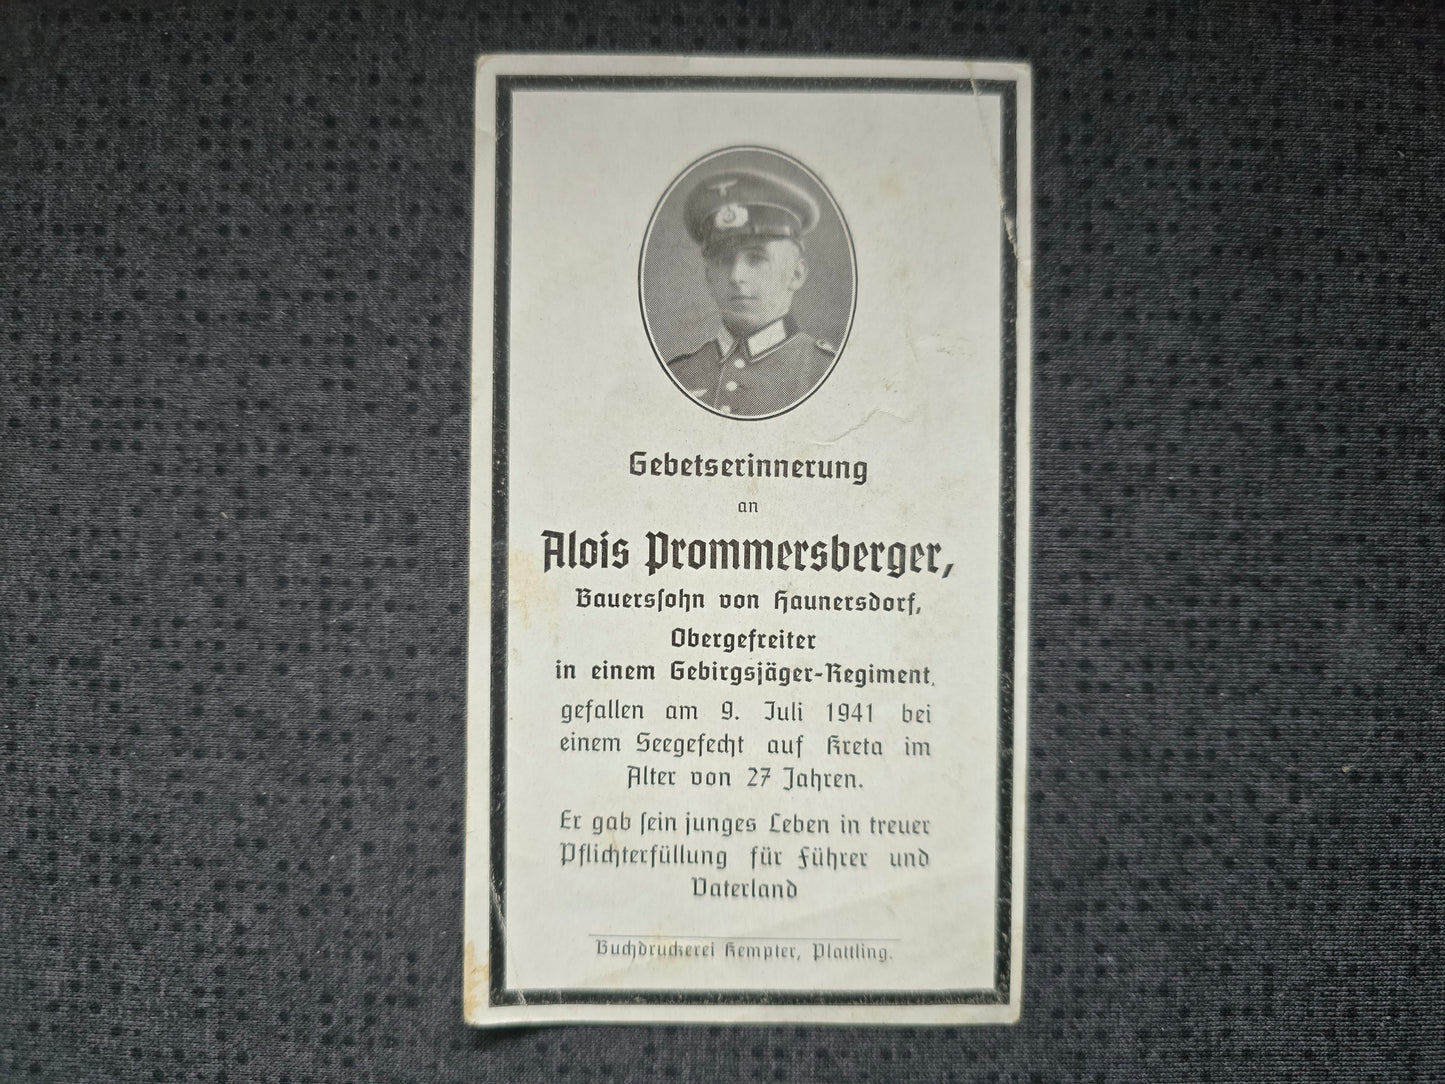 Gebetserinnerung
an
Alois Prommersberger,
Bauerssohn von Haunersdorf,
Obergefreiter
in einem Gebirgsjäger-Regiment,
gefallen am 9. Juli 1941 bei
einem Seegefecht auf Kreta im
Alter von 27 Jahren.
Er gab sein junges Leben in treuer
Pflichterfüllung für Führer und
Vaterland
Buchdruckerei Kempter, Plattling.